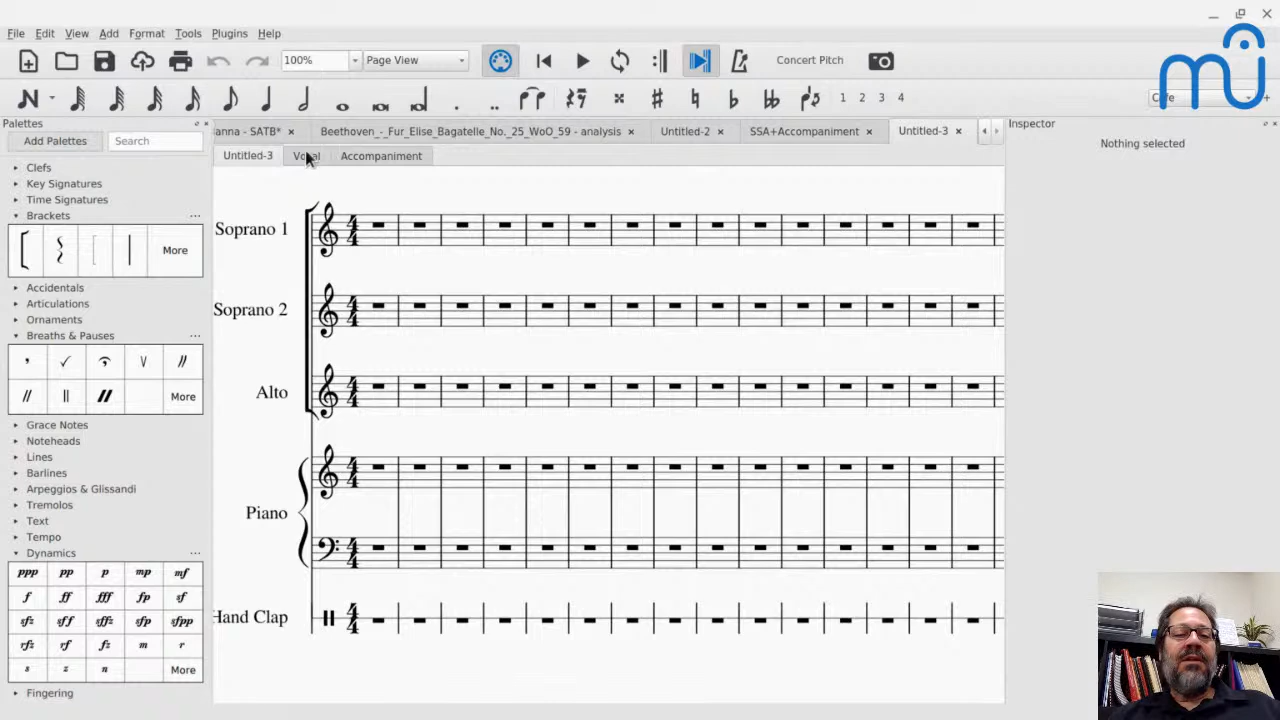 File Edit View Add Format Tools Plugins Help
100% Page View Concert Pitch
1 2 3 4
Palettes
anna - SATB* Beethoven_-_Fur_Elise_Bagatelle_No._25_WoO_59 - analysis Untitled-2 SSA+Accompaniment Untitled-3
Inspector
Add Palettes Search
Nothing selected
Untitled-3 Vocal Accompaniment
Clefs
Key Signatures
Time Signatures
Brackets
More
Accidentals
Articulations
Ornaments
Breaths & Pauses
More
Grace Notes
Noteheads
Lines
Barlines
Arpeggios & Glissandi
Tremolos
Text
Tempo
Dynamics
ppp pp p mp mf
f ff fff fp sf
sfz sff sffz sfp sfpp
rfz rf fz m r
s z n More
Fingering
Soprano 1
Soprano 2
Alto
Piano
Hand Clap